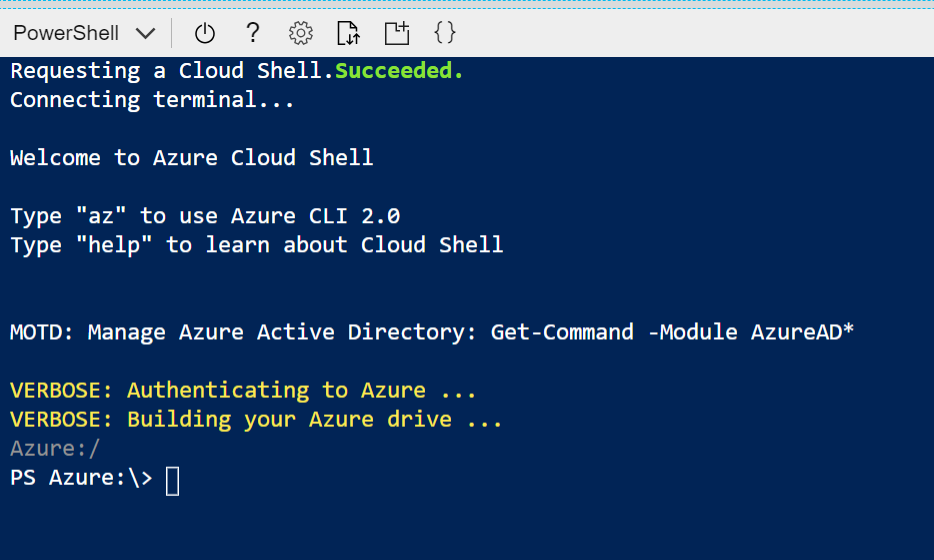 PowerShell
Requesting a Cloud Shell.Succeeded.
Connecting terminal...
Welcome to Azure Cloud Shell
Type "az" to use Azure CLI 2.0
Type "help" to learn about Cloud Shell
MOTD: Manage Azure Active Directory: Get-Command -Module AzureAD*
VERBOSE: Authenticating to Azure ...
VERBOSE: Building your Azure drive ...
Azure:/
PS Azure:\>